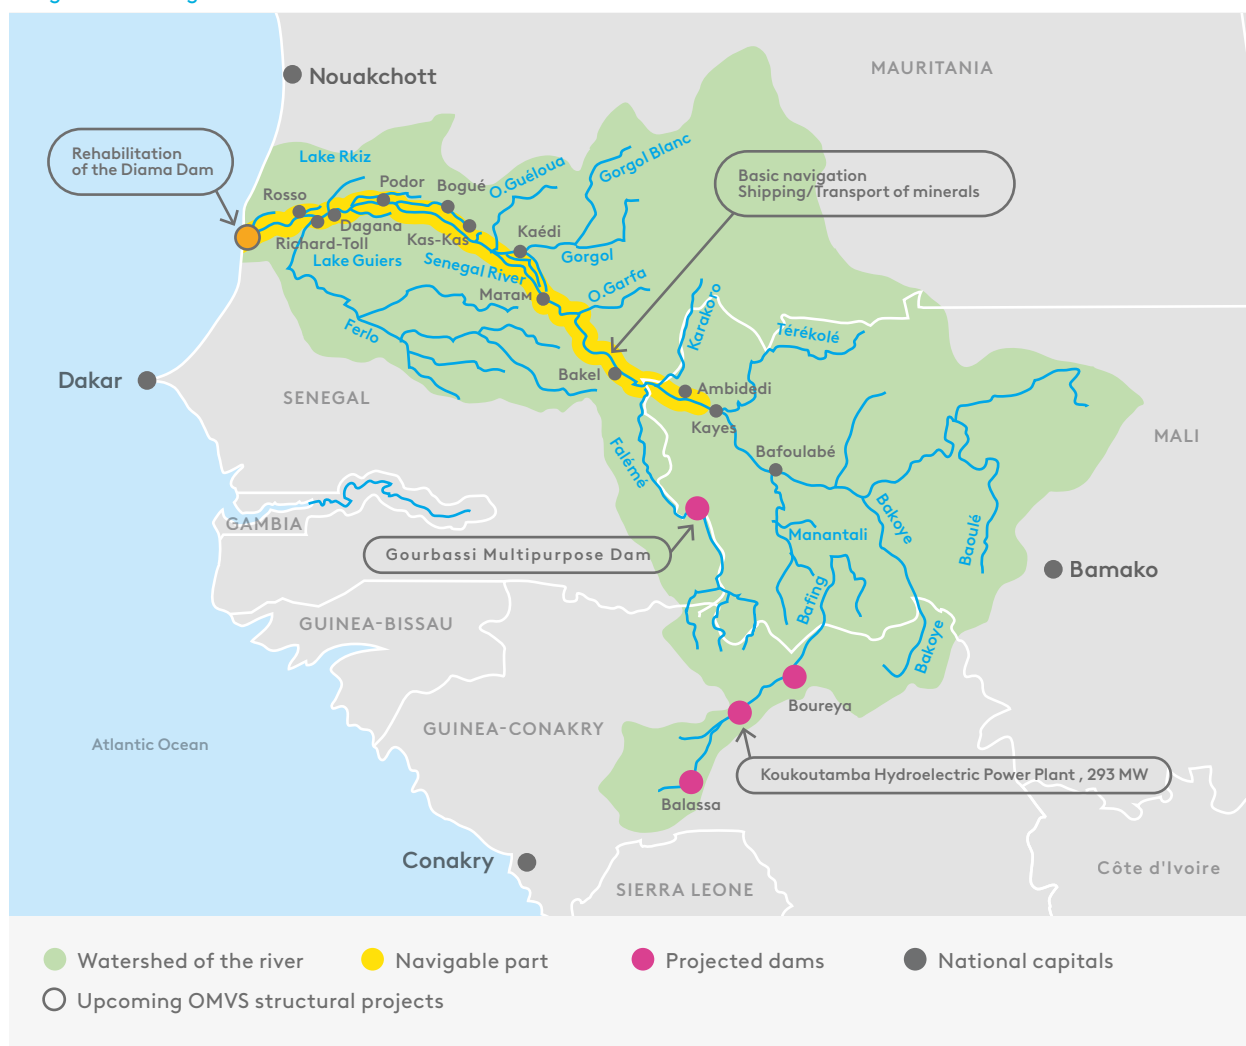 Nouakchott
MAURITANIA
Rehabilitation
of the Diama Dam
Lake Rkiz
Gorgol Blanc
O.Guéloua
Basic navigation
Shipping/Transport of minerals
Podor
Bogué
Rosso
Dagana
Richard-Toll
Kas-Kas
Kaédi
Gorgol
Lake Guiers
Senegal River
O.Garfa
Матам
Karakoro
Térékolé
Ferlo
Dakar
SENEGAL
Bakel
Ambidedi
Kayes
MALI
Falémé
Bafoulabé
GAMBIA
Bakoye
Manantali
Baoulé
Gourbassi Multipurpose Dam
Bamako
Bafing
GUINEA-BISSAU
Bakoye
Boureya
GUINEA-CONAKRY
Atlantic Ocean
Koukoutamba Hydroelectric Power Plant , 293 MW
Balassa
Conakry
SIERRA LEONE
Côte d'Ivoire
Watershed of the river
Navigable part
Projected dams
National capitals
Upcoming OMVS structural projects